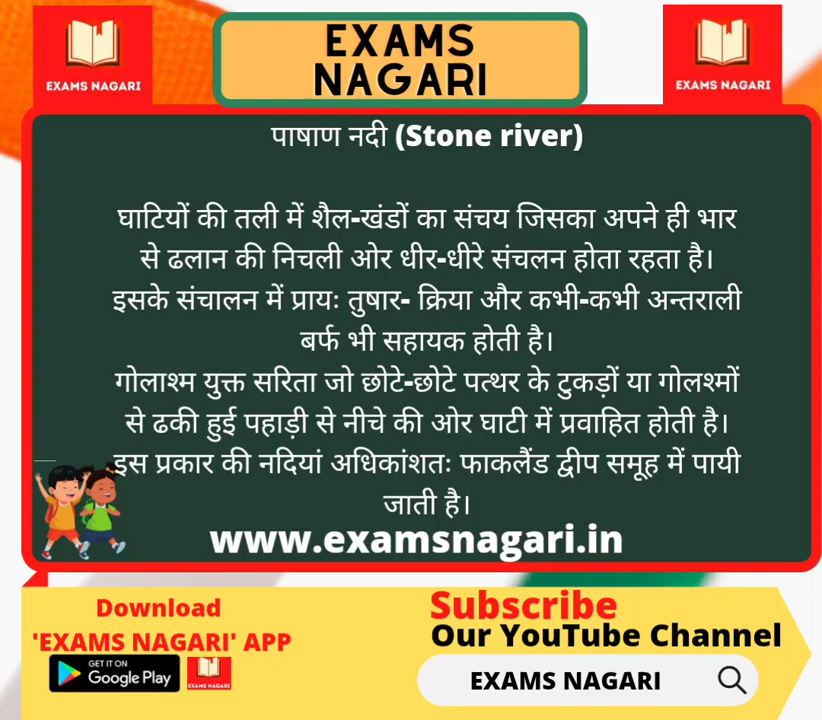 EXAMS NAGARI
EXAMS
NAGARI
EXAMS NAGARI
पाषाण नदी (Stone river)
घाटियों की तली में शैल-खंडों का संचय जिसका अपने ही भार
से ढलान की निचली ओर धीर-धीरे संचलन होता रहता है।
इसके संचालन में प्रायः तुषार- क्रिया और कभी-कभी अन्तराली
बर्फ भी सहायक होती है।
गोलाश्म युक्त सरिता जो छोटे-छोटे पत्थर के टुकड़ों या गोलश्मों
से ढकी हुई पहाड़ी से नीचे की ओर घाटी में प्रवाहित होती है।
इस प्रकार की नदियां अधिकांशतः फाकलैंड द्वीप समूह में पायी
जाती है।
www.examsnagari.in
Download
'EXAMS NAGARI' APP
GET IT ON
Google Play
EXAMS NAGARI
Subscribe
Our YouTube Channel
EXAMS NAGARI